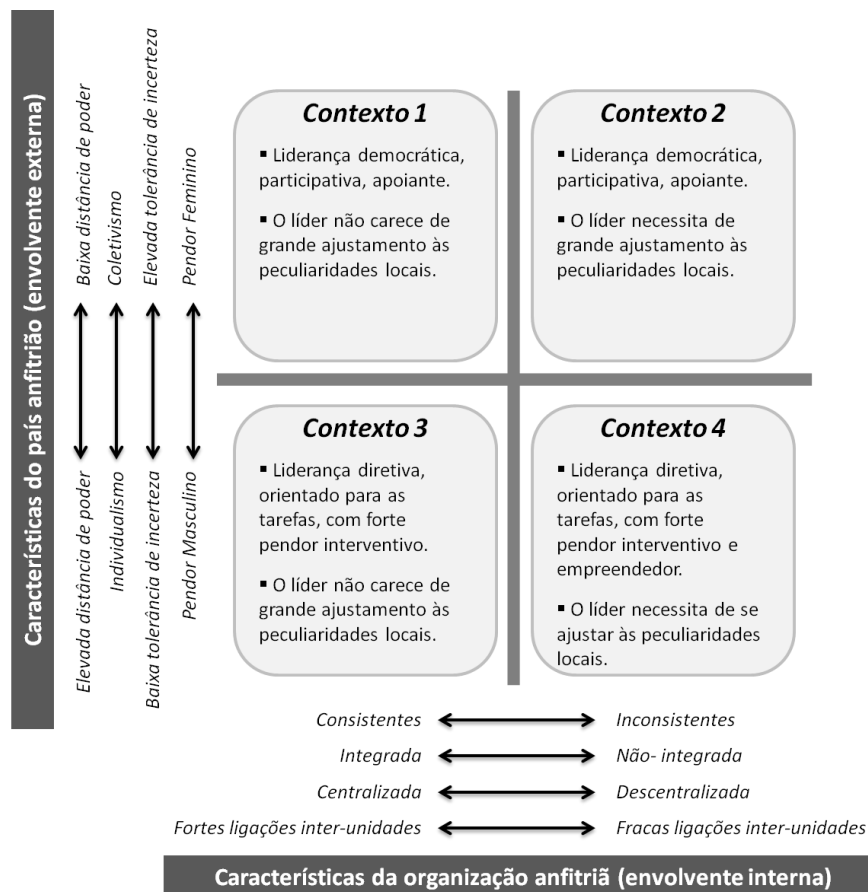 Características do país anfitrião (envolvente externa)
Baixa distância de poder
Coletivismo
Elevada tolerância de incerteza
Pendor Feminino
Elevada distância de poder
Individualismo
Baixa tolerância de incerteza
Pendor Masculino
Contexto 1
▪ Liderança democrática,
participativa, apoiante.
▪ O líder não carece de
grande ajustamento às
peculiaridades locais.
Contexto 2
▪ Liderança democrática,
participativa, apoiante.
▪ O líder necessita de
grande ajustamento às
peculiaridades locais.
Contexto 3
▪ Liderança diretiva,
orientado para as
tarefas, com forte
pendor interventivo.
▪ O líder não carece de
grande ajustamento às
peculiaridades locais.
Contexto 4
▪ Liderança diretiva,
orientado para as
tarefas, com forte
pendor interventivo e
empreendedor.
▪ O líder necessita de se
ajustar às peculiaridades
locais.
Consistentes
Inconsistentes
Integrada
Não- integrada
Centralizada
Descentralizada
Fortes ligações inter-unidades
Fracas ligações inter-unidades
Características da organização anfitriã (envolvente interna)